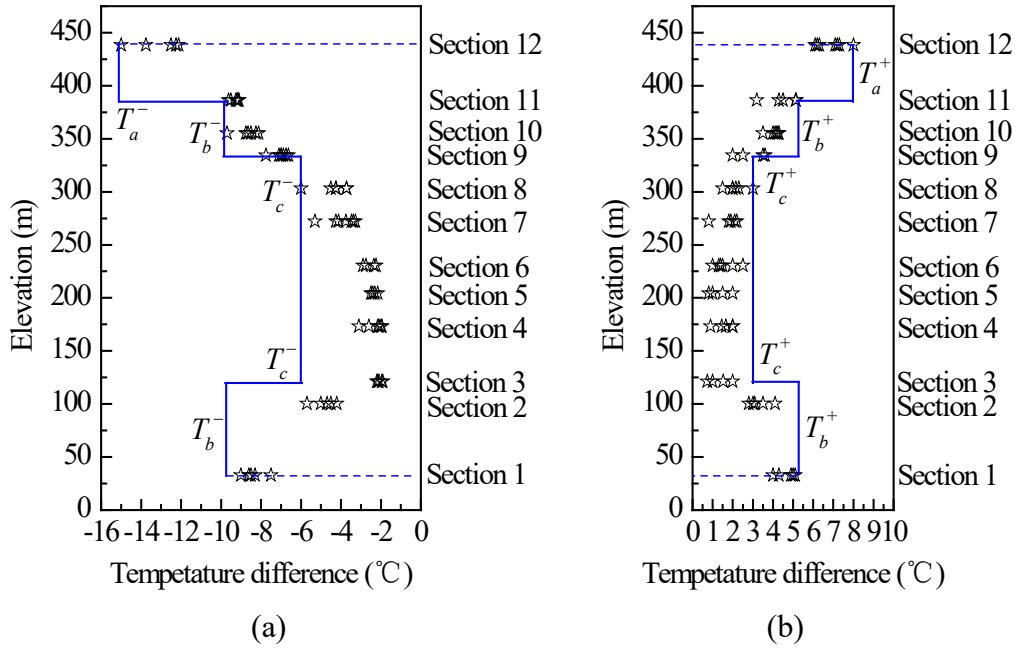 450
400
350
300
250
200
150
100
50
0
Elevation (m)
-16 -14 -12 -10 -8 -6 -4 -2 0
Tempetature difference (℃)
(a)
Section 12
Section 11
Section 10
Section 9
Section 8
Section 7
Section 6
Section 5
Section 4
Section 3
Section 2
Section 1
T_a^-
T_b^-
T_c^-
T_c^-
T_b^-
450
400
350
300
250
200
150
100
50
0
Elevation (m)
0 1 2 3 4 5 6 7 8 9 10
Tempetature difference (℃)
(b)
Section 12
Section 11
Section 10
Section 9
Section 8
Section 7
Section 6
Section 5
Section 4
Section 3
Section 2
Section 1
T_a^+
T_b^+
T_c^+
T_c^+
T_b^+